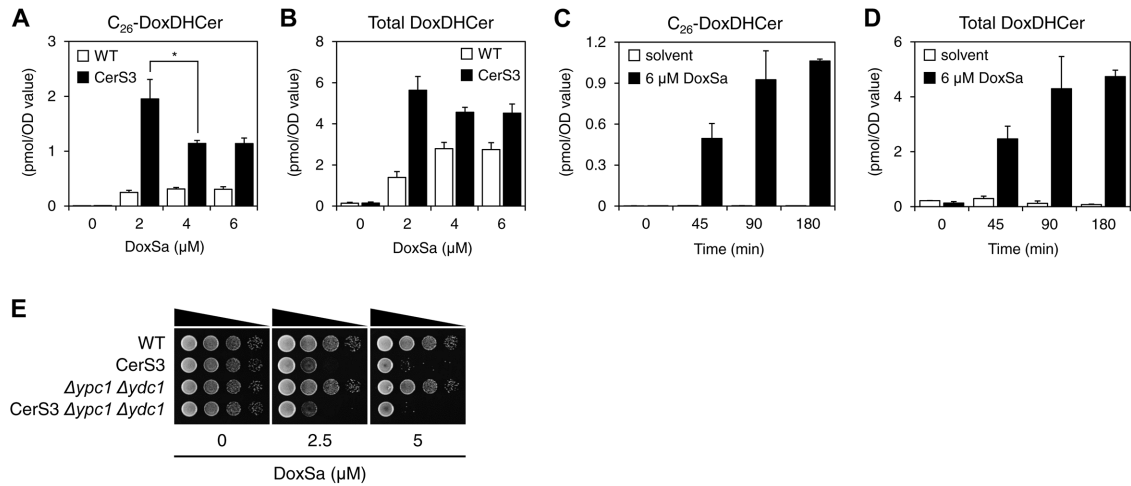 A
C26-DoxDHCer
(pmol/OD value)
3
2
1
0
WT
CerS3
*
0 2 4 6
DoxSa (µM)
B
Total DoxDHCer
(pmol/OD value)
8
6
4
2
0
WT
CerS3
0 2 4 6
DoxSa (µM)
C
C26-DoxDHCer
(pmol/OD value)
1.2
0.9
0.6
0.3
0
solvent
6 µM DoxSa
0 45 90 180
Time (min)
D
Total DoxDHCer
(pmol/OD value)
6
4
2
0
solvent
6 µM DoxSa
0 45 90 180
Time (min)
E
WT
CerS3
Δypc1 Δydc1
CerS3 Δypc1 Δydc1
0 2.5 5
DoxSa (µM)